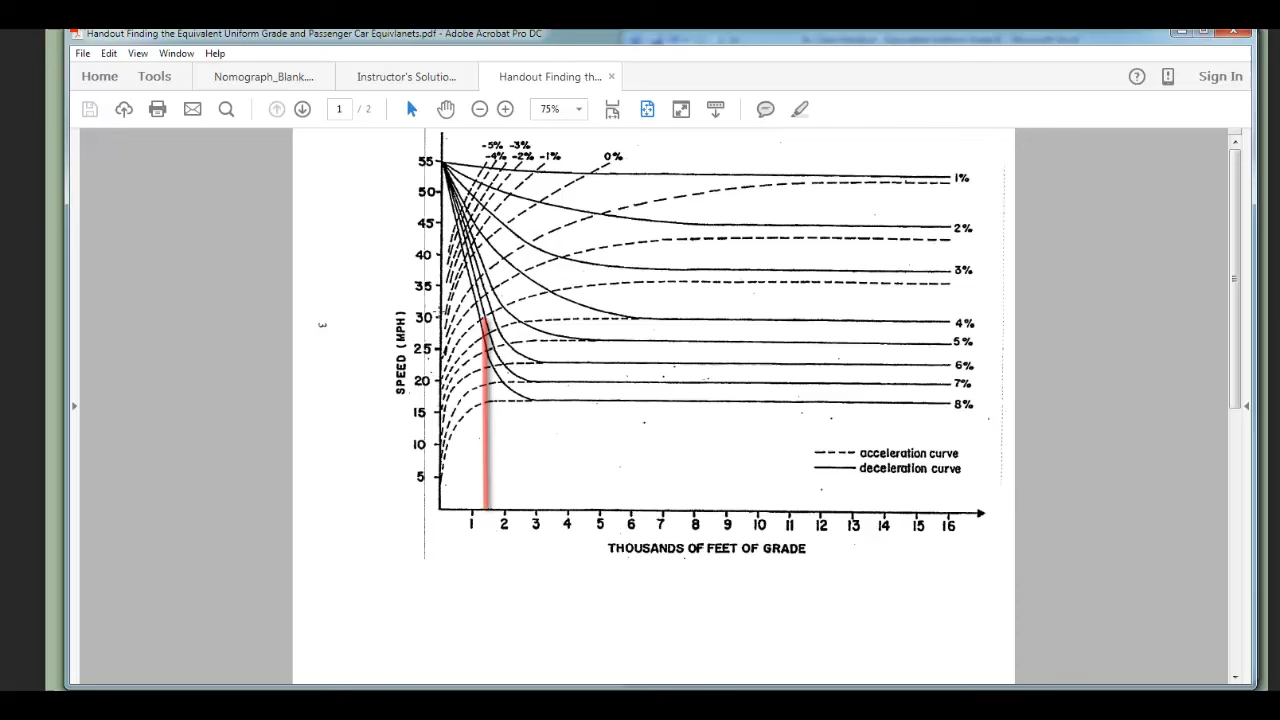 Handout Finding the Equivalent Uniform Grade and Passenger Car Equivlanets.pdf - Adobe Acrobat Pro DC
File Edit View Window Help
Home Tools Nomograph_Blank.... Instructor's Solutio... Handout Finding th... × Sign In
1 / 2 75%
-5% -3%
-4% -2% -1% 0%
55
50
45
40
35
30
25
20
15
10
5
SPEED (MPH)
3
1%
2%
3%
4%
5%
6%
7%
8%
acceleration curve
deceleration curve
1 2 3 4 5 6 7 8 9 10 11 12 13 14 15 16
THOUSANDS OF FEET OF GRADE